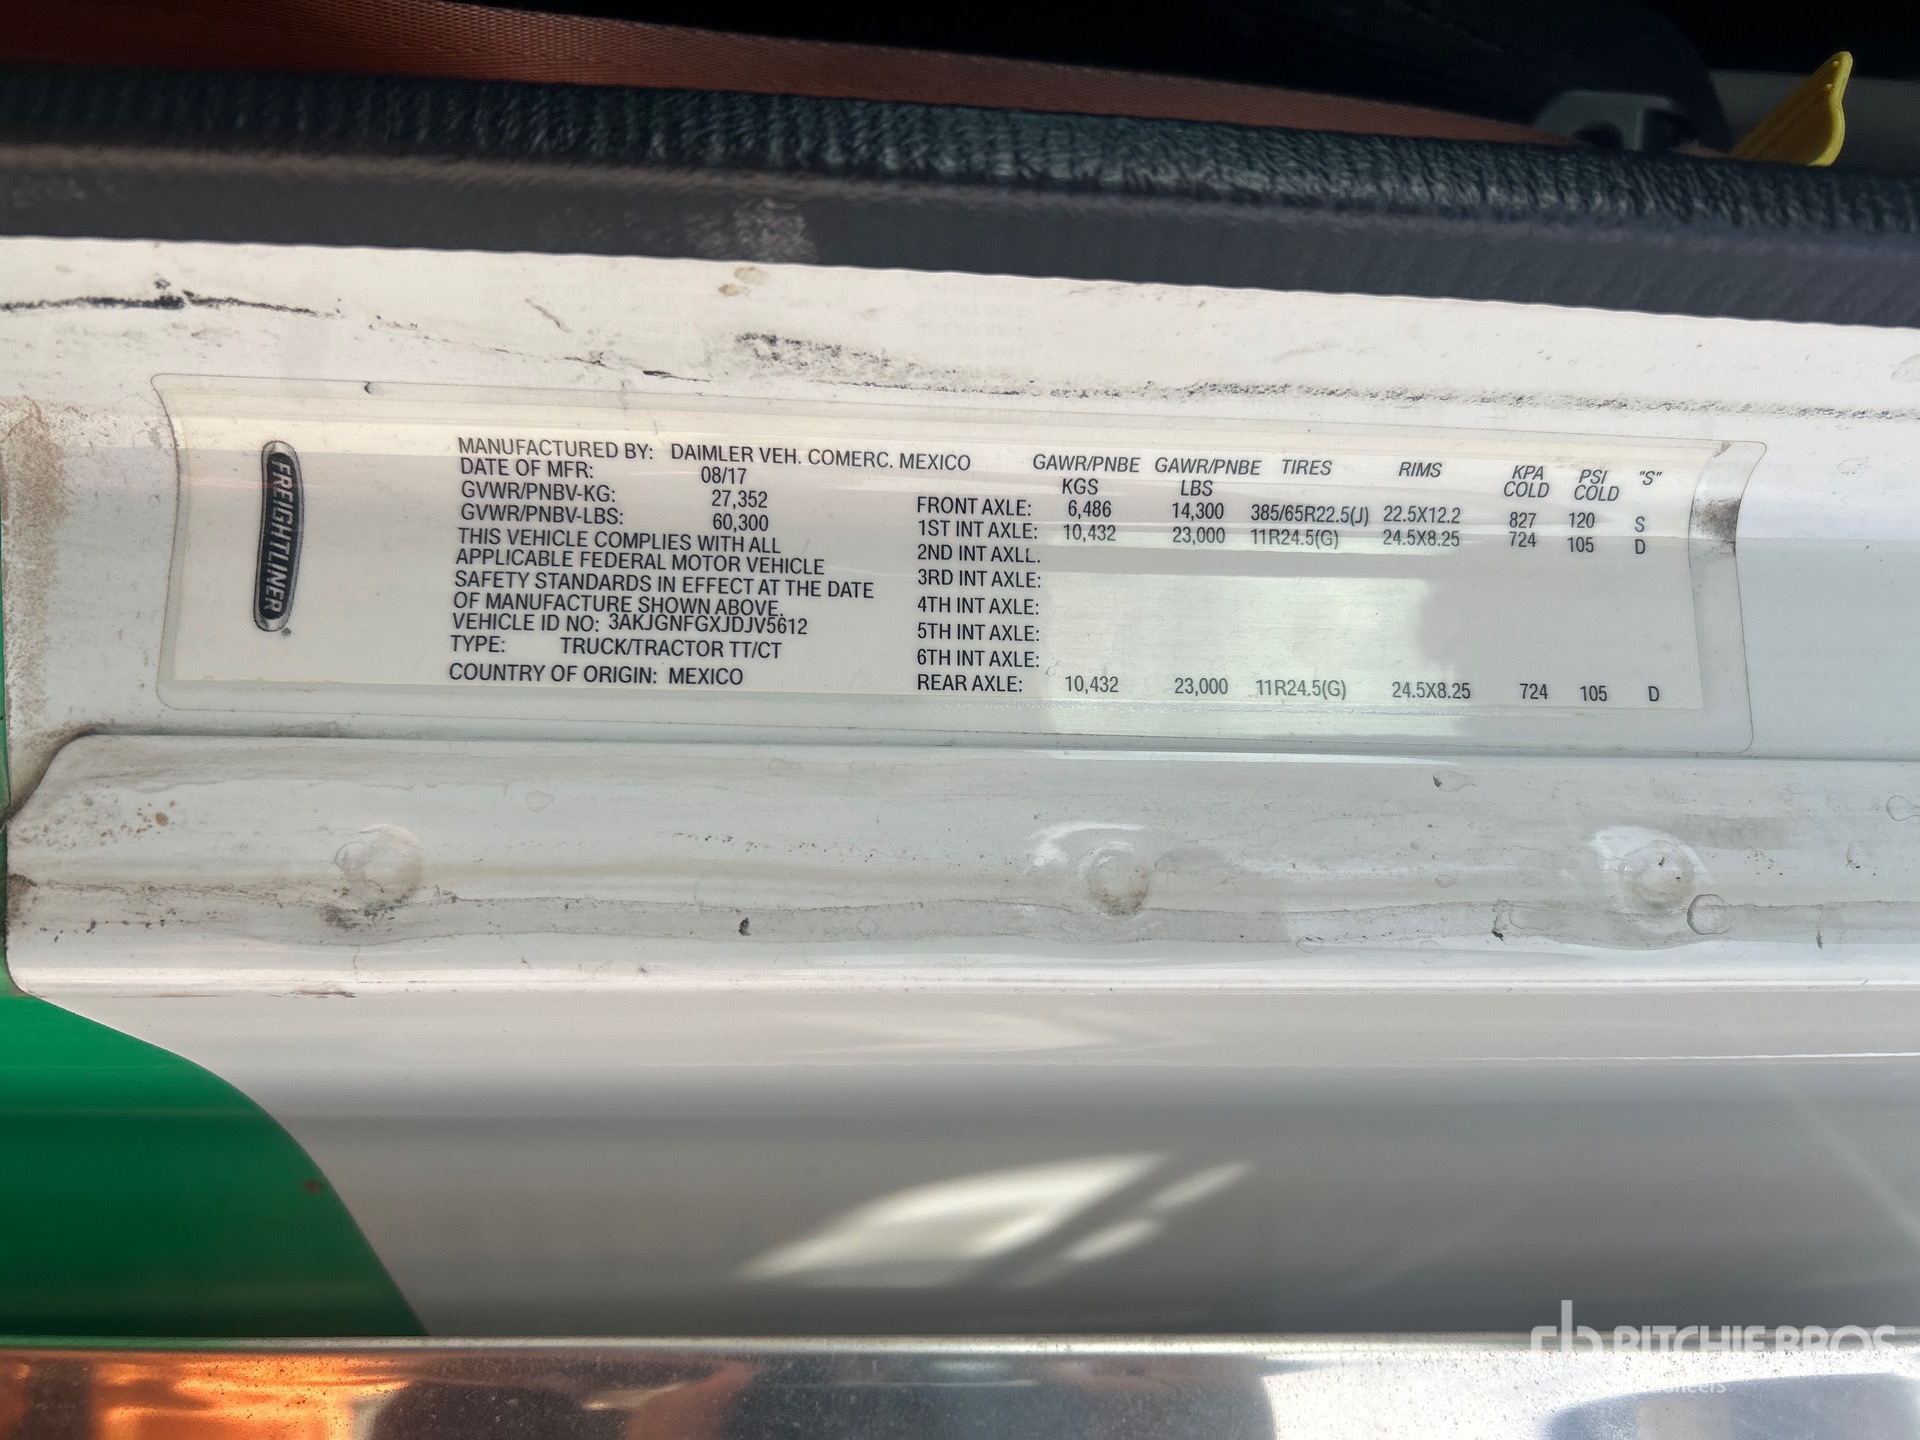 FREIGHTLINER
MANUFACTURED BY: DAIMLER VEH. COMERC. MEXICO
DATE OF MFR: 08/17
GVWR/PNBV-KG: 27,352
GVWR/PNBV-LBS: 60,300
THIS VEHICLE COMPLIES WITH ALL
APPLICABLE FEDERAL MOTOR VEHICLE
SAFETY STANDARDS IN EFFECT AT THE DATE
OF MANUFACTURE SHOWN ABOVE.
VEHICLE ID NO: 3AKJGNFGXJDJV5612
TYPE: TRUCK/TRACTOR TT/CT
COUNTRY OF ORIGIN: MEXICO
GAWR/PNBE GAWR/PNBE TIRES RIMS KPA PSI "S"
KGS LBS COLD COLD
FRONT AXLE: 6,486 14,300 385/65R22.5(J) 22.5X12.2 827 120 S
1ST INT AXLE: 10,432 23,000 11R24.5(G) 24.5X8.25 724 105 D
2ND INT AXLL.
3RD INT AXLE:
4TH INT AXLE:
5TH INT AXLE:
6TH INT AXLE:
REAR AXLE: 10,432 23,000 11R24.5(G) 24.5X8.25 724 105 D
rb RITCHIE BROS